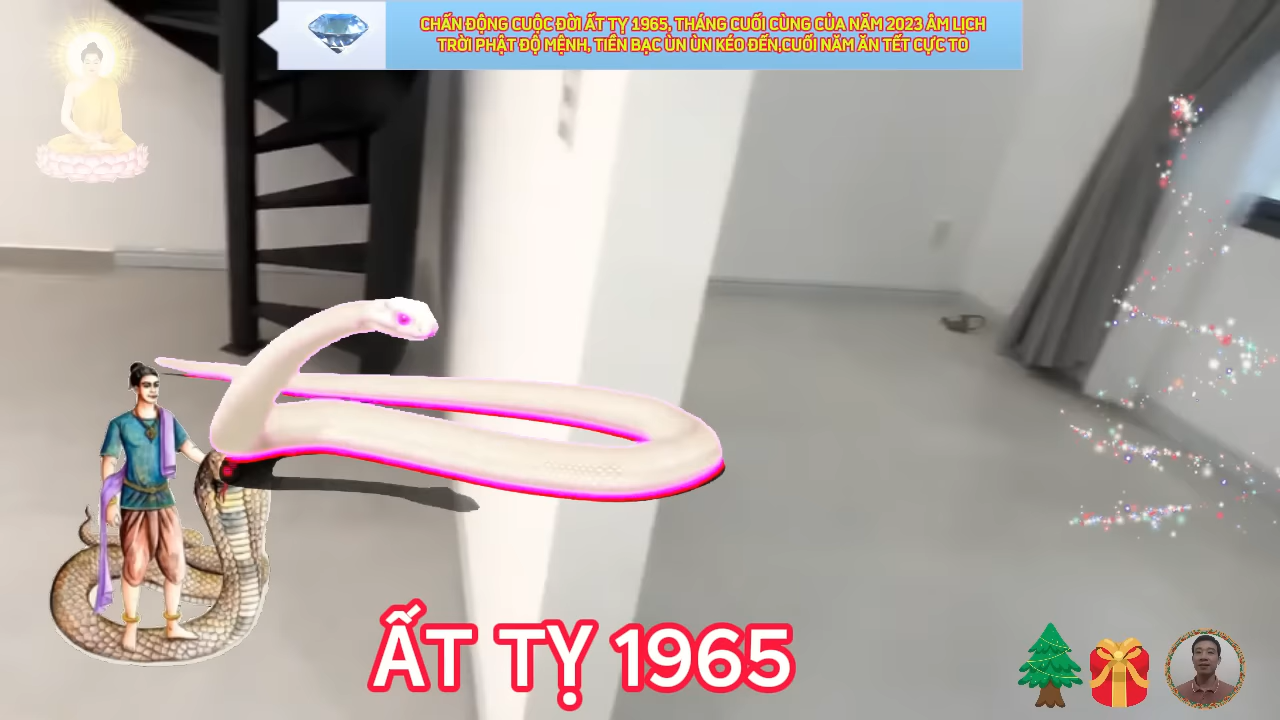 CHẤN ĐỘNG CUỘC ĐỜI ẤT TỴ 1965, THÁNG CUỐI CÙNG CỦA NĂM 2023 ÂM LỊCH
TRỜI PHẬT ĐỘ MỆNH, TIỀN BẠC ÙN ÙN KÉO ĐẾN,CUỐI NĂM ĂN TẾT CỰC TO
ẤT TỴ 1965